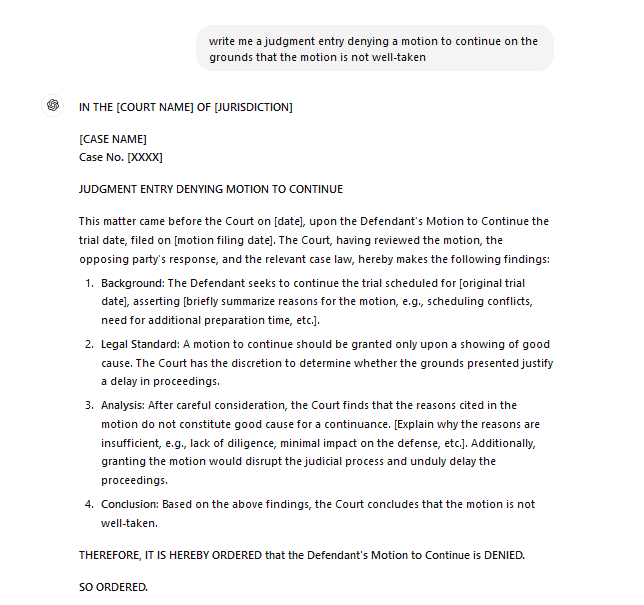 write me a judgment entry denying a motion to continue on the
grounds that the motion is not well-taken
IN THE [COURT NAME] OF [JURISDICTION]
[CASE NAME]
Case No. [XXXX]
JUDGMENT ENTRY DENYING MOTION TO CONTINUE
This matter came before the Court on [date], upon the Defendant's Motion to Continue the
trial date, filed on [motion filing date]. The Court, having reviewed the motion, the
opposing party's response, and the relevant case law, hereby makes the following findings:
1. Background: The Defendant seeks to continue the trial scheduled for [original trial
date], asserting [briefly summarize reasons for the motion, e.g., scheduling conflicts,
need for additional preparation time, etc.].
2. Legal Standard: A motion to continue should be granted only upon a showing of good
cause. The Court has the discretion to determine whether the grounds presented justify
a delay in proceedings.
3. Analysis: After careful consideration, the Court finds that the reasons cited in the
motion do not constitute good cause for a continuance. [Explain why the reasons are
insufficient, e.g., lack of diligence, minimal impact on the defense, etc.]. Additionally,
granting the motion would disrupt the judicial process and unduly delay the
proceedings.
4. Conclusion: Based on the above findings, the Court concludes that the motion is not
well-taken.
THEREFORE, IT IS HEREBY ORDERED that the Defendant's Motion to Continue is DENIED.
SO ORDERED.